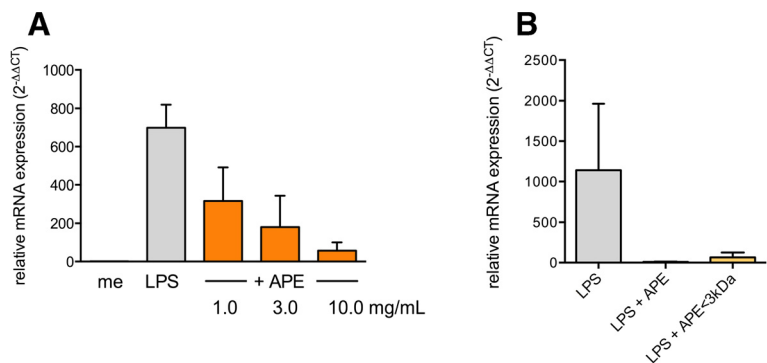 A
relative mRNA expression (2-ΔΔCT)
1000
800
600
400
200
0
me LPS + APE
1.0 3.0 10.0 mg/mL
B
relative mRNA expression (2-ΔΔCT)
2500
2000
1500
1000
500
0
LPS
LPS + APE
LPS + APE<3kDa